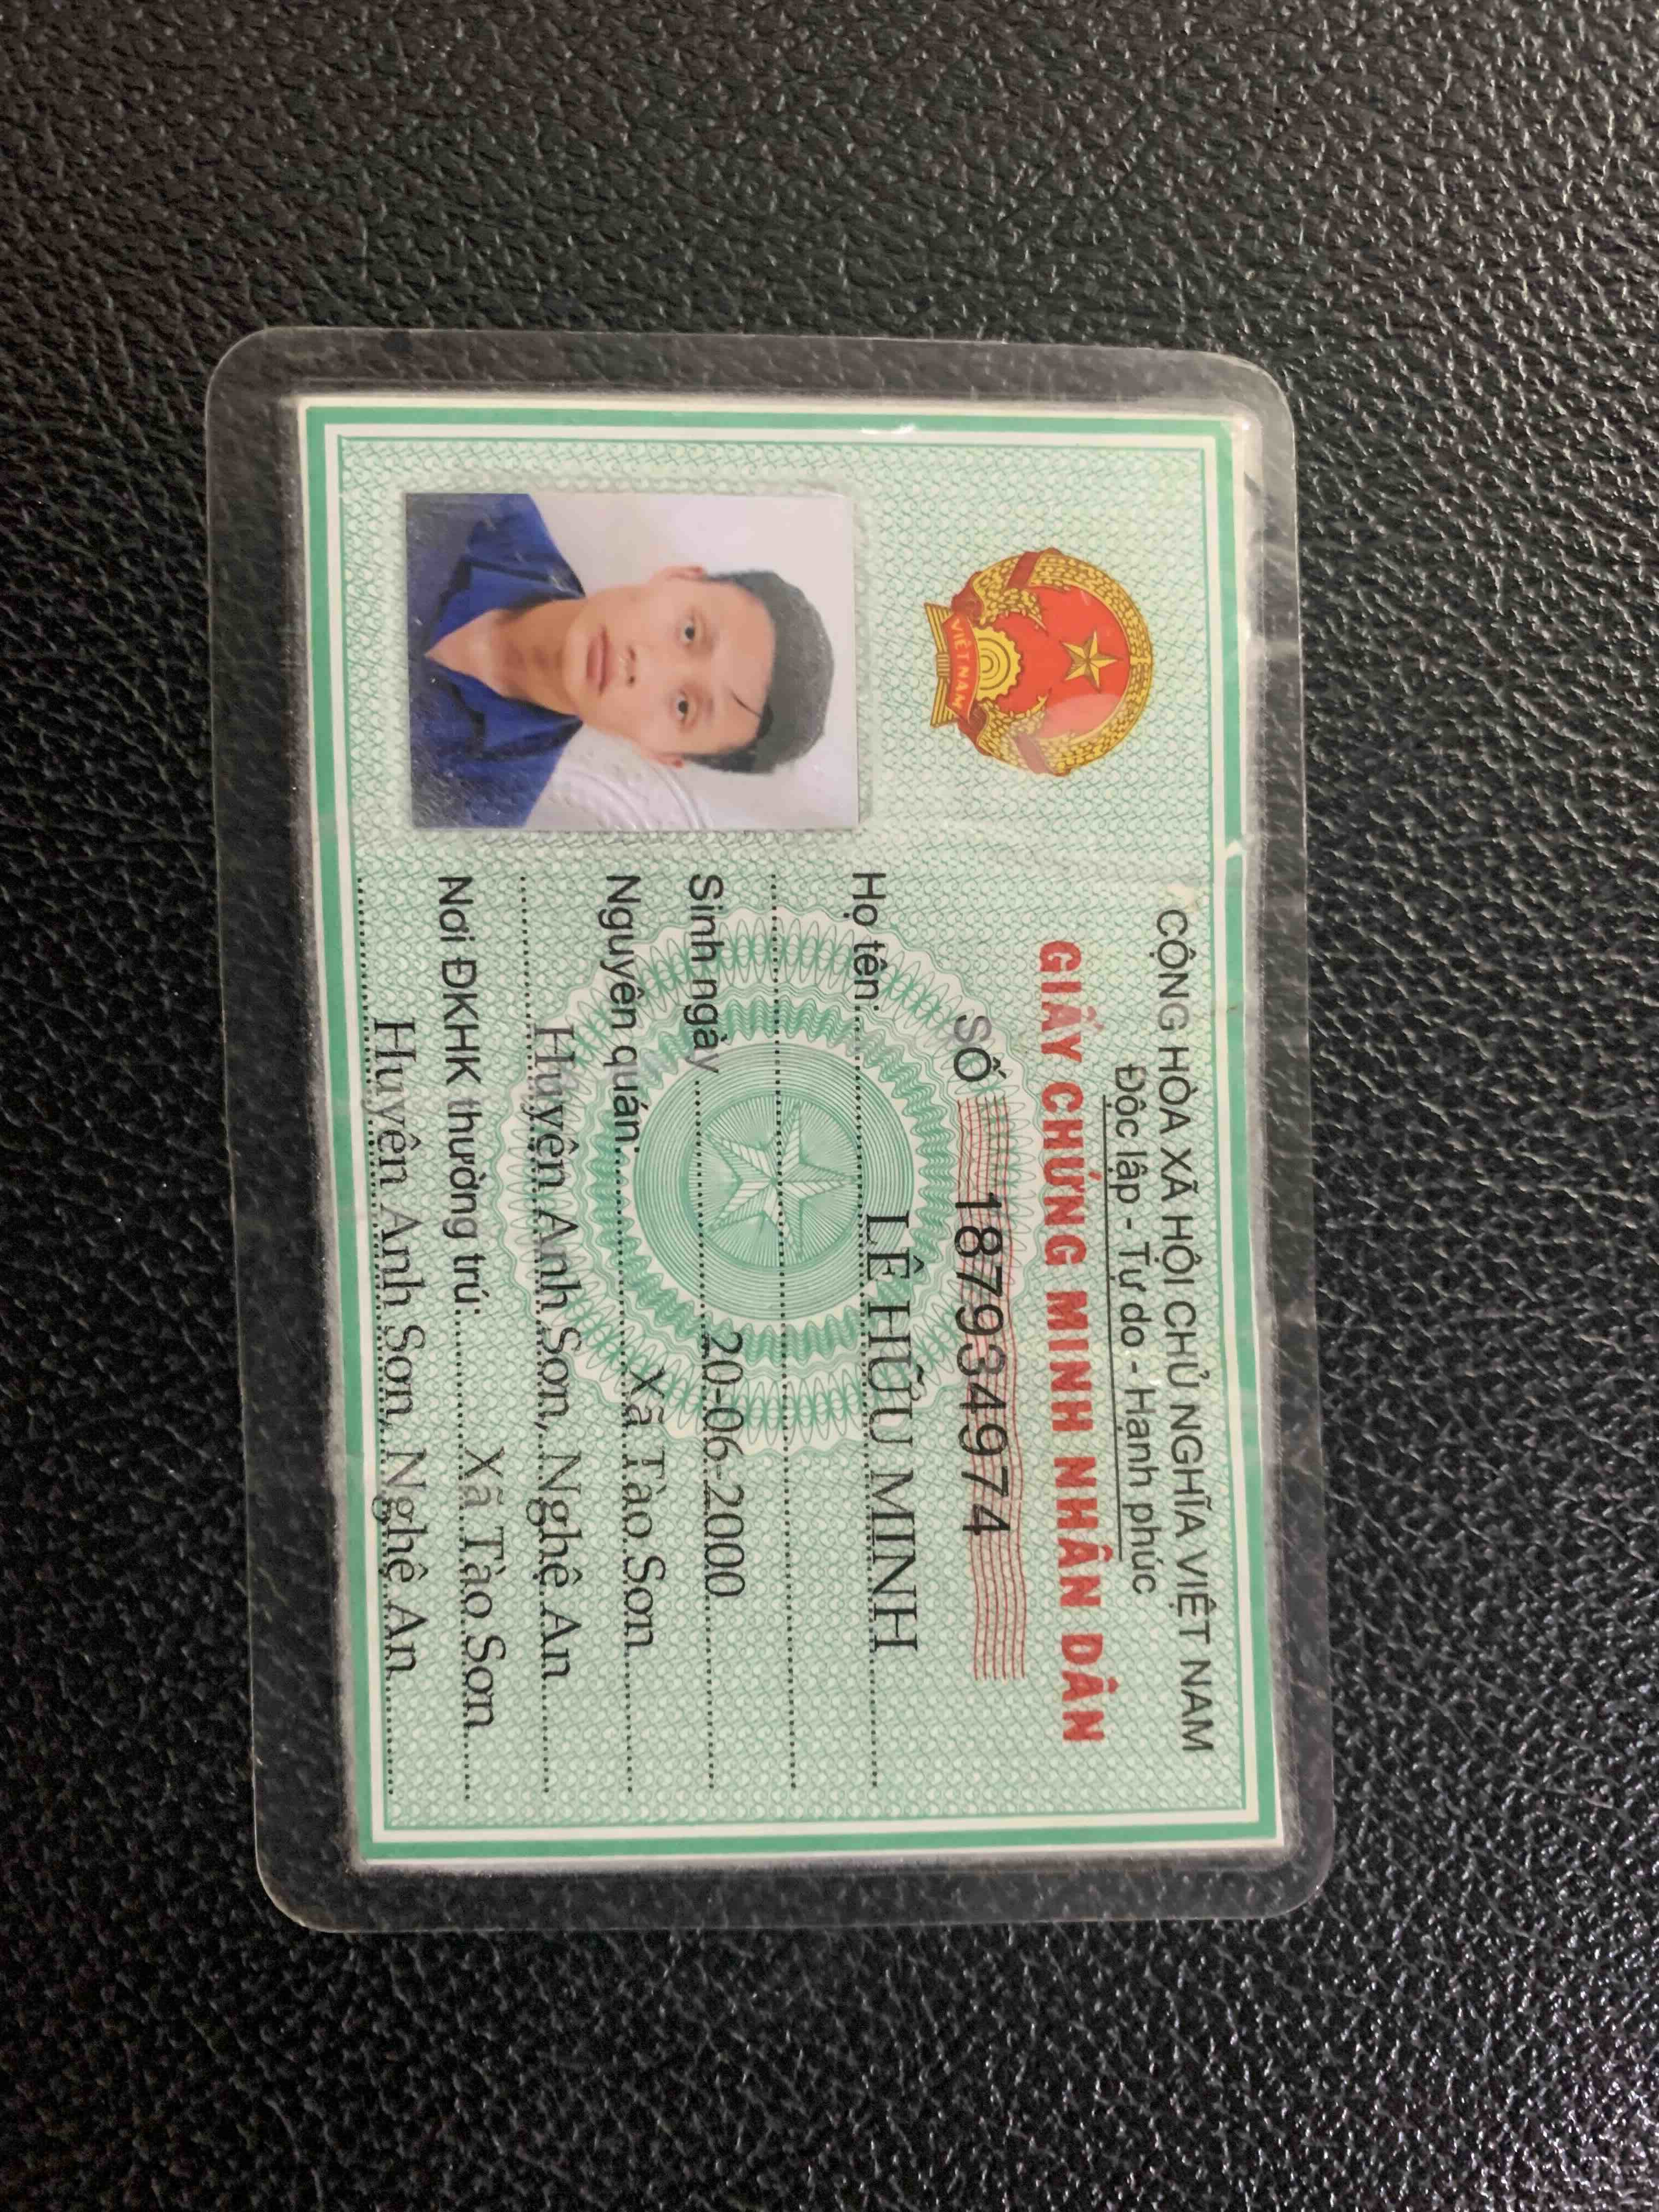 CỘNG HÒA XÃ HỘI CHỦ NGHĨA VIỆT NAM
Độc lập - Tự do - Hạnh phúc
GIẤY CHỨNG MINH NHÂN DÂN
SỐ 187934974
VIỆT NAM
Họ tên: LÊ HỮU MINH
Sinh ngày 20-06-2000
Nguyên quán: Xã Tào Sơn
Huyện Anh Sơn, Nghệ An
Nơi ĐKHK thường trú: Xã Tào Sơn
Huyện Anh Sơn, Nghệ An